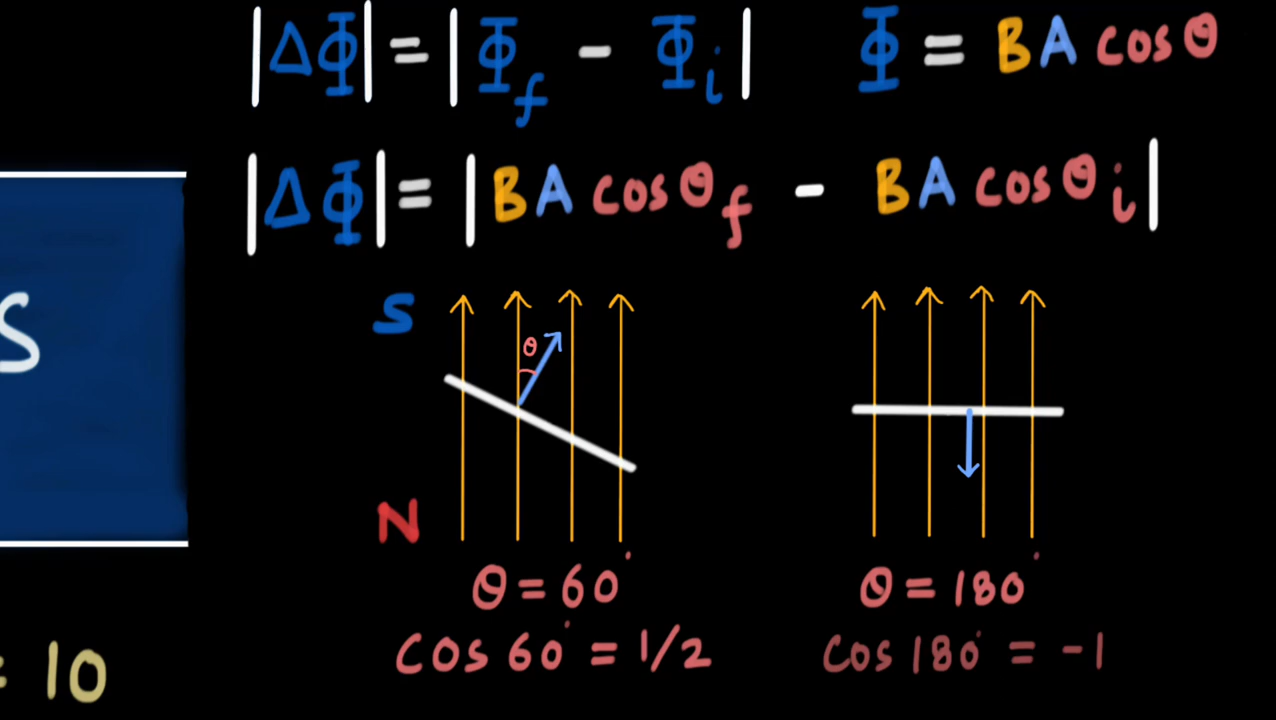 |ΔΦ| = |Φf - Φi|    Φ = BA cosθ
|ΔΦ| = |BA cosθf - BA cosθi|
S
S
θ
N
θ = 60°
θ = 180°
cos 60° = 1/2
cos 180° = -1
= 10